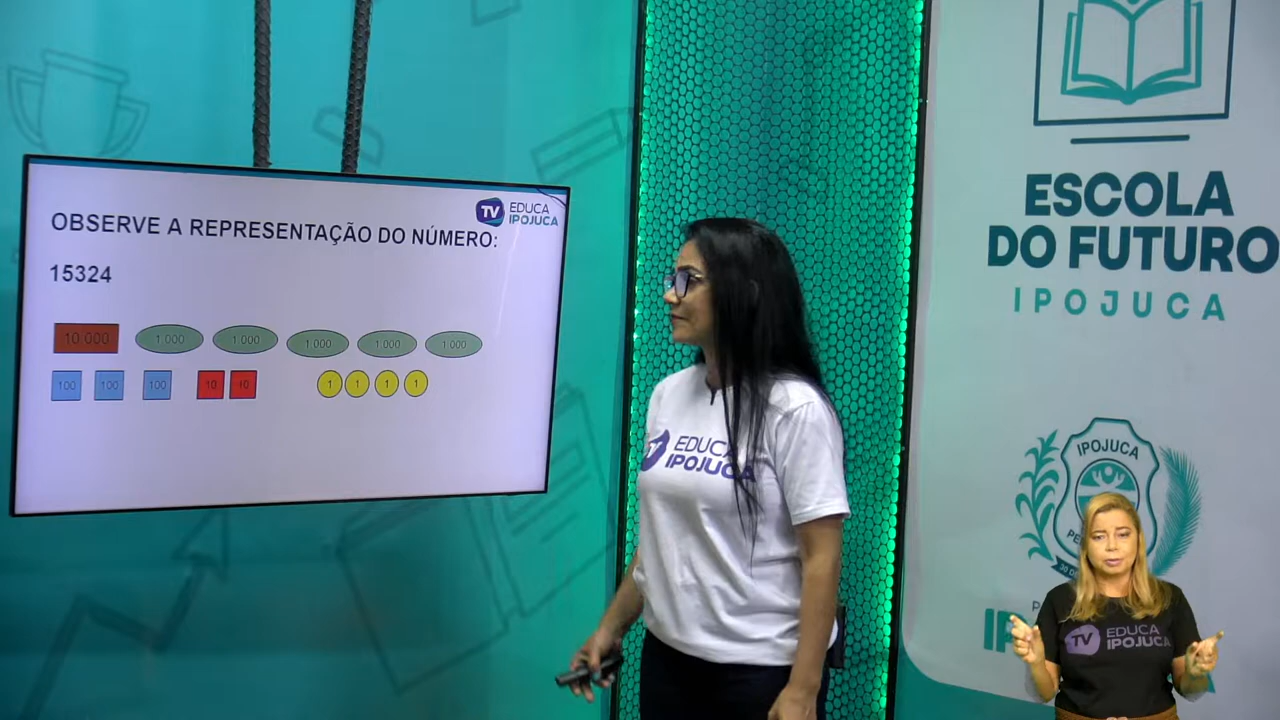 OBSERVE A REPRESENTAÇÃO DO NÚMERO:
TV EDUCA IPOJUCA
15324
10.000 1.000 1.000 1.000 1.000 1.000
100 100 100 10 10 1 1 1 1
TV EDUCA
IPOJUCA
ESCOLA
DO FUTURO
IPOJUCA
IPOJUCA
TV EDUCA
IPOJUCA